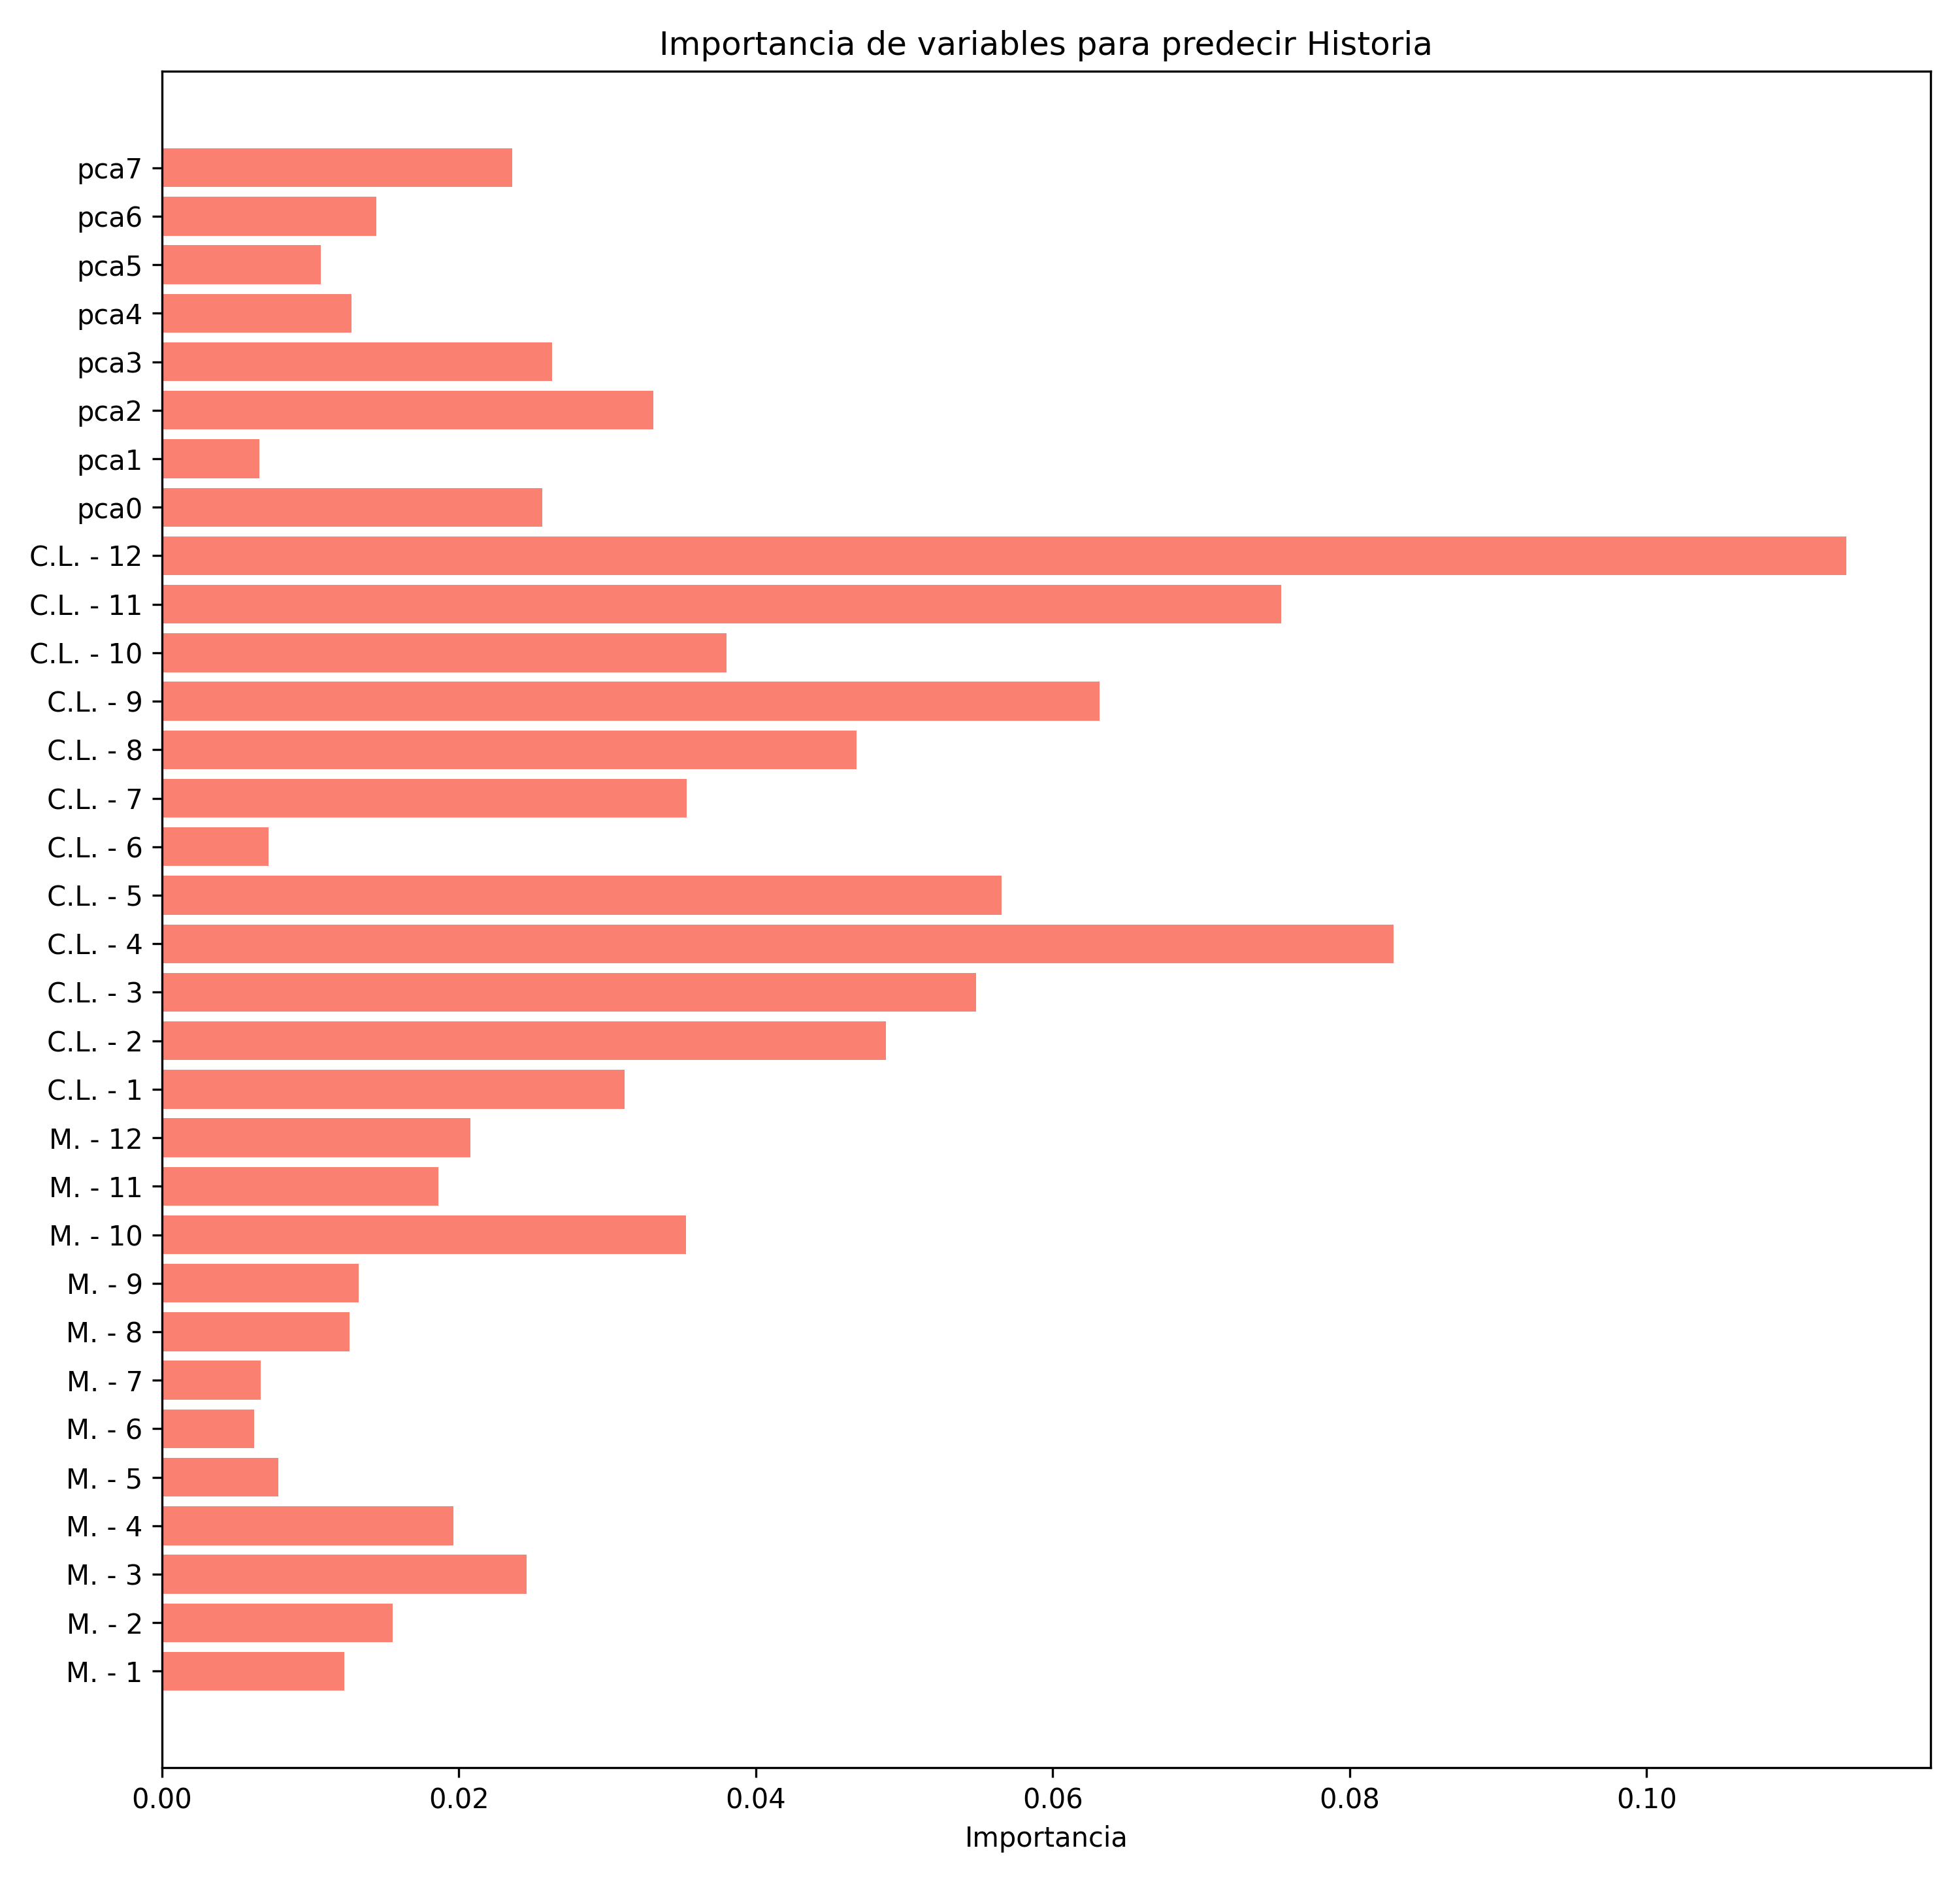 Importancia de variables para predecir Historia
pca7
pca6
pca5
pca4
pca3
pca2
pca1
pca0
C.L. - 12
C.L. - 11
C.L. - 10
C.L. - 9
C.L. - 8
C.L. - 7
C.L. - 6
C.L. - 5
C.L. - 4
C.L. - 3
C.L. - 2
C.L. - 1
M. - 12
M. - 11
M. - 10
M. - 9
M. - 8
M. - 7
M. - 6
M. - 5
M. - 4
M. - 3
M. - 2
M. - 1
0.00 0.02 0.04 0.06 0.08 0.10
Importancia